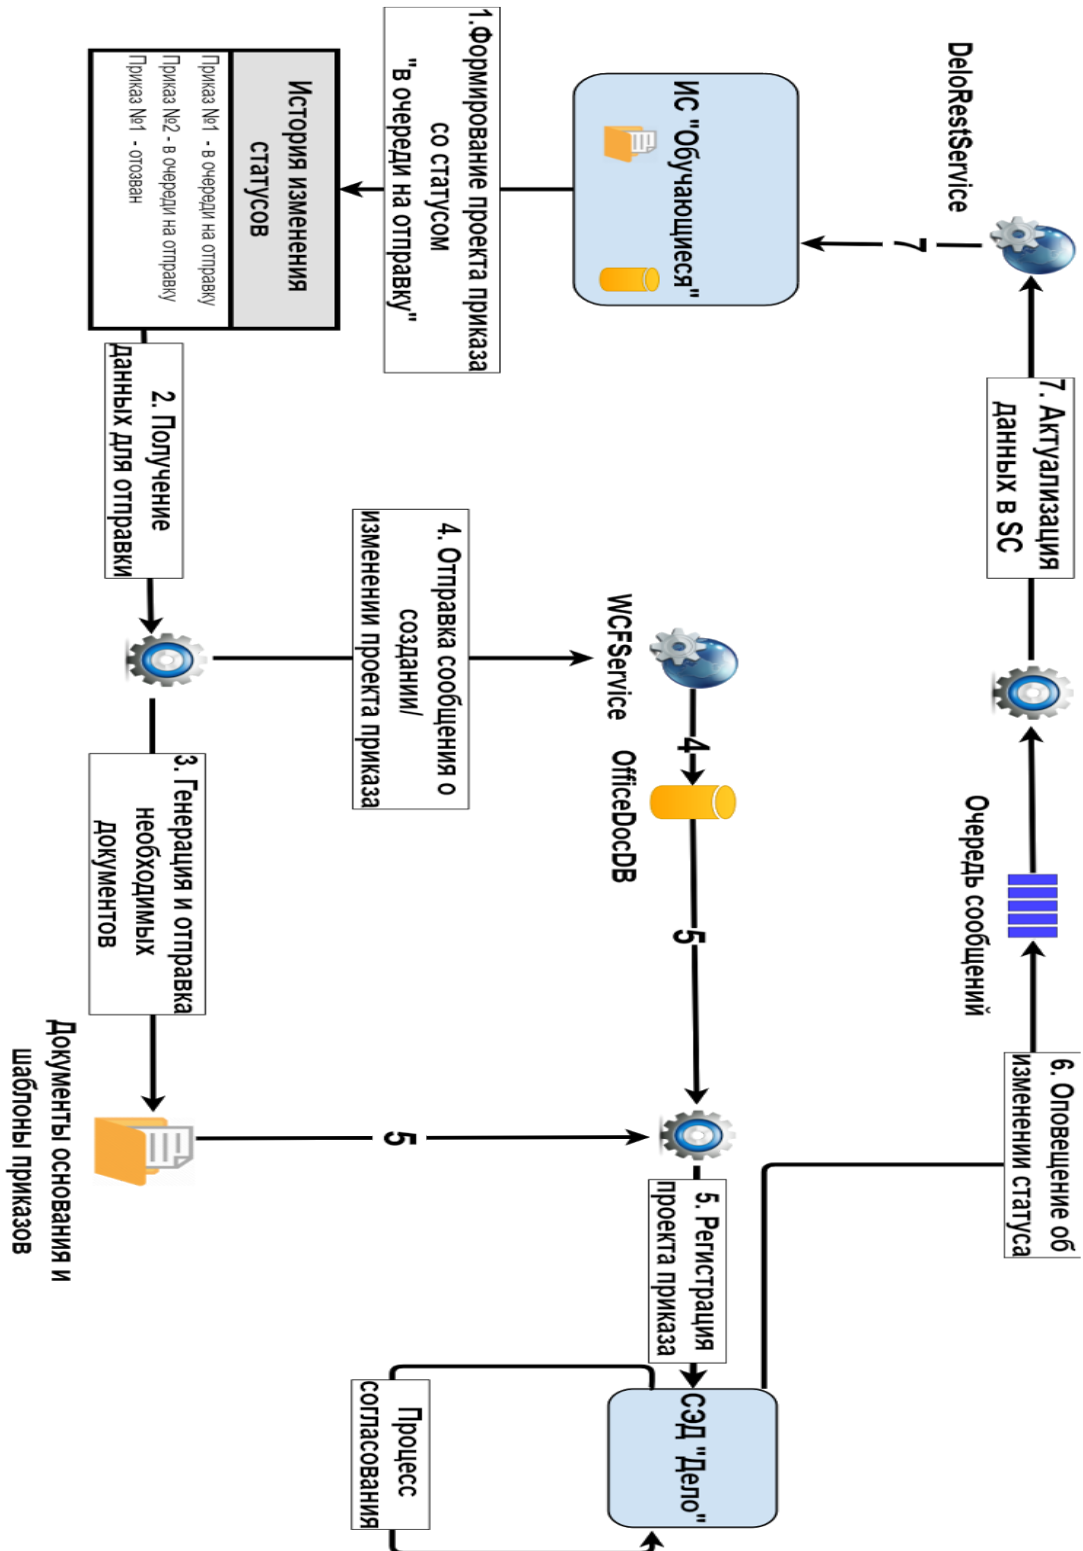 DeloRestService
7
7. Актуализация
данных в SC
Очередь сообщений
6. Оповещение об
изменении статуса
ИС "Обучающиеся"
1.Формирование проекта приказа
со статусом
"в очереди на отправку"
История изменения
статусов
Приказ №1 - в очереди на отправку
Приказ №2 - в очереди на отправку
Приказ №1 - отозван
2. Получение
данных для отправки
4. Отправка сообщения о
создании/
изменении проекта приказа
WCFService
4
OfficeDocDB
5
3. Генерация и отправка
необходимых
документов
Документы основания и
шаблоны приказов
5
5. Регистрация
проекта приказа
СЭД "Дело"
Процесс
согласования